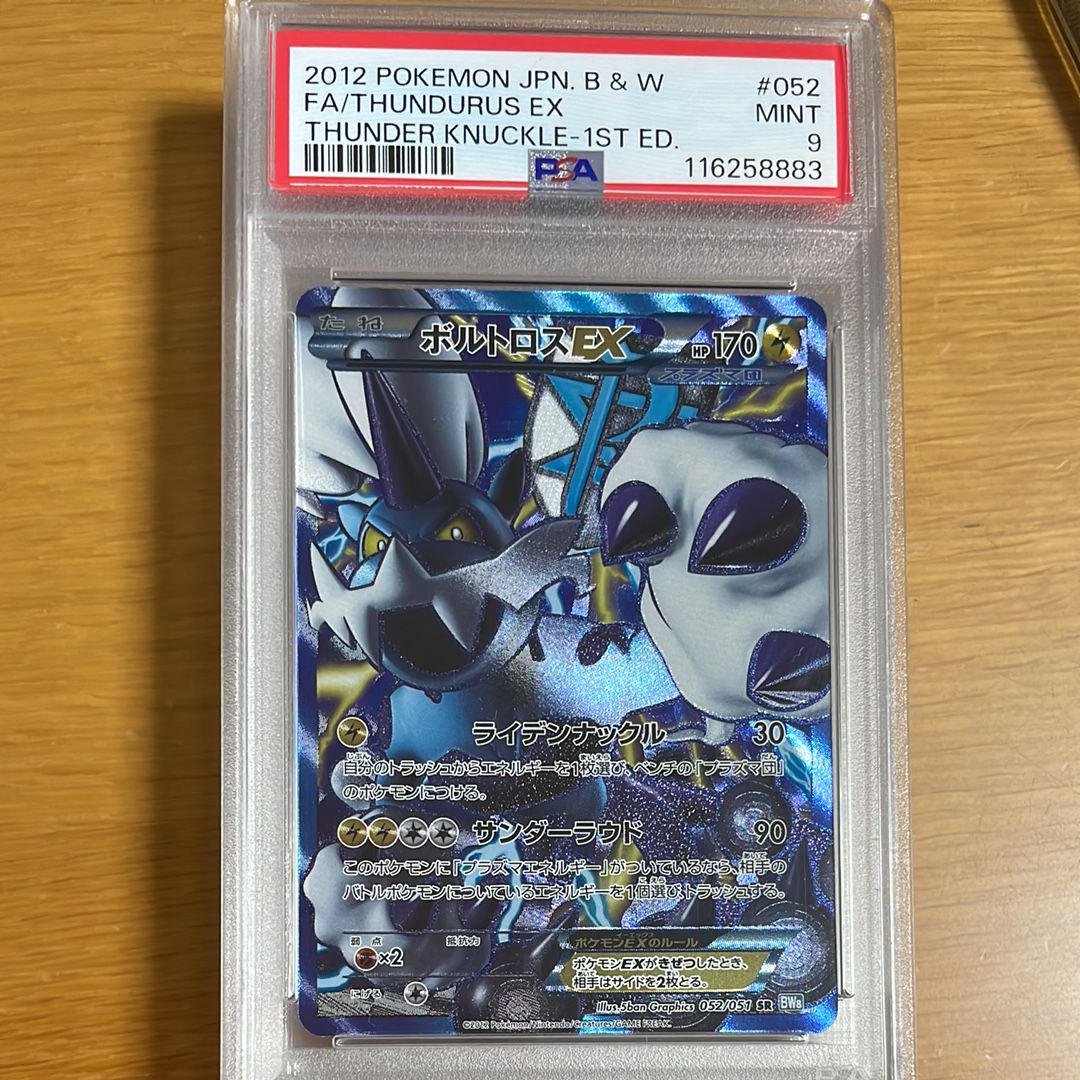 2012 POKEMON JPN. B & W #052
FA/THUNDURUS EX MINT
THUNDER KNUCKLE-1ST ED. 9
PSA 116258883
たね ボルトロスEX HP170
プラズマ団
ライデンナックル 30
自分のトラッシュからエネルギーを1枚選び、ベンチの「プラズマ団」
のポケモンにつける。
サンダーラウド 90
このポケモンに「プラズマエネルギー」がついているなら、相手の
バトルポケモンについているエネルギーを1個選びトラッシュする。
弱点 抵抗力
×2
にげる
ポケモンEXのルール
ポケモンEXがきぜつしたとき、
相手はサイドを2枚とる。
Illus. 5ban Graphics 052/051 SR BW8
©2012 Pokémon/Nintendo/Creatures/GAME FREAK.